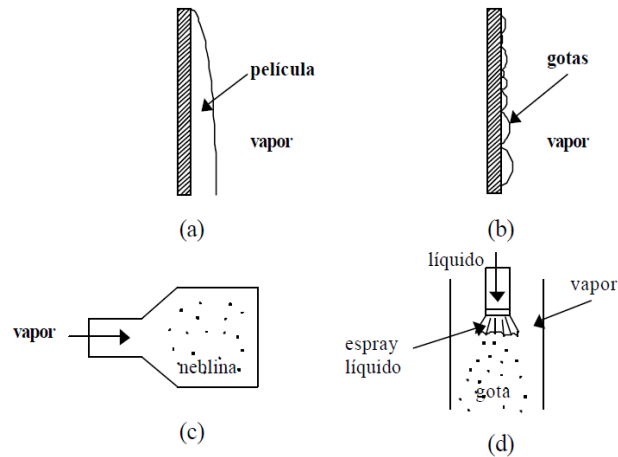 película
vapor
(a)
gotas
vapor
(b)
vapor
neblina
(c)
líquido
vapor
espray
líquido
gota
(d)